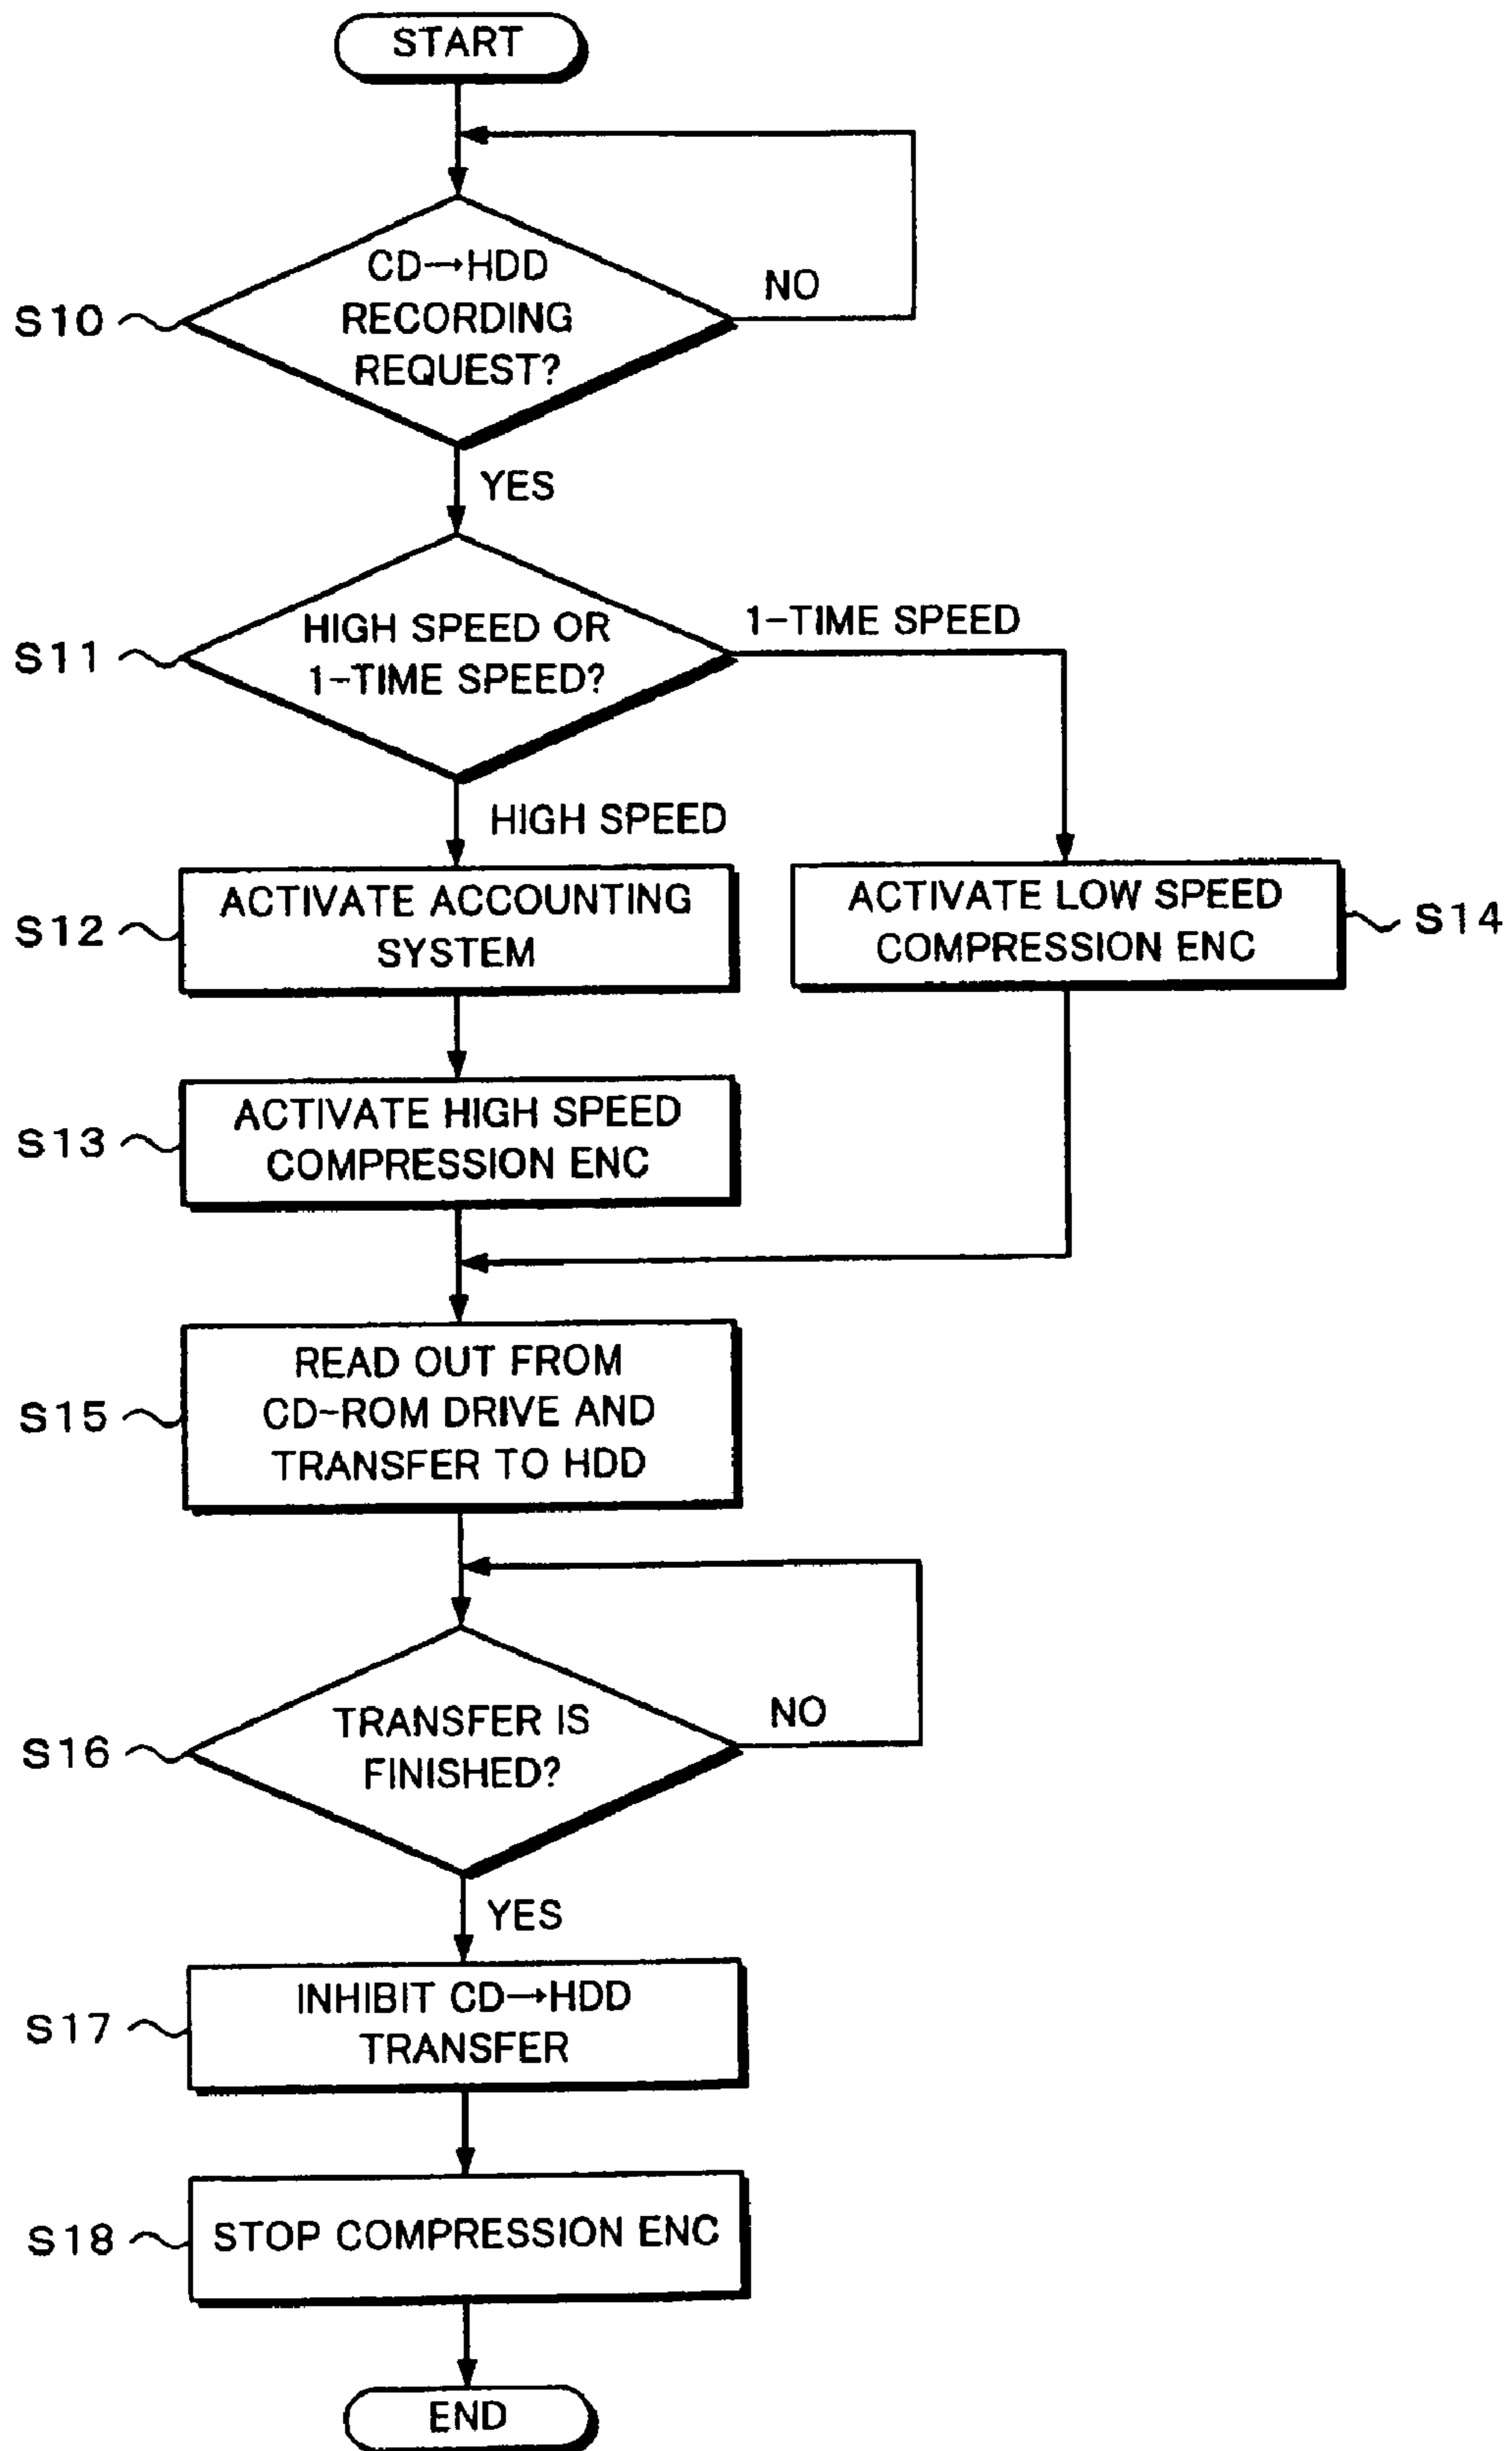 START
CD→HDD
RECORDING
REQUEST?
NO
S10
YES
HIGH SPEED OR
1-TIME SPEED?
1-TIME SPEED
S11
HIGH SPEED
ACTIVATE ACCOUNTING
SYSTEM
S12
ACTIVATE LOW SPEED
COMPRESSION ENC
S14
ACTIVATE HIGH SPEED
COMPRESSION ENC
S13
READ OUT FROM
CD-ROM DRIVE AND
TRANSFER TO HDD
S15
TRANSFER IS
FINISHED?
NO
S16
YES
INHIBIT CD→HDD
TRANSFER
S17
STOP COMPRESSION ENC
S18
END